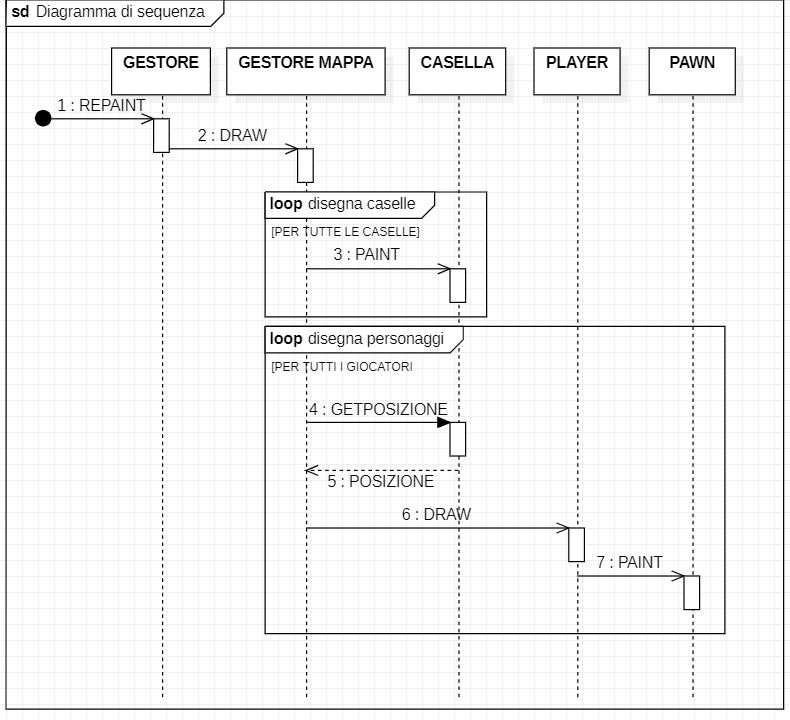 sd Diagramma di sequenza
GESTORE
GESTORE MAPPA
CASELLA
PLAYER
PAWN
1 : REPAINT
2 : DRAW
loop disegna caselle
[PER TUTTE LE CASELLE]
3 : PAINT
loop disegna personaggi
[PER TUTTI I GIOCATORI
4 : GETPOSIZIONE
5 : POSIZIONE
6 : DRAW
7 : PAINT